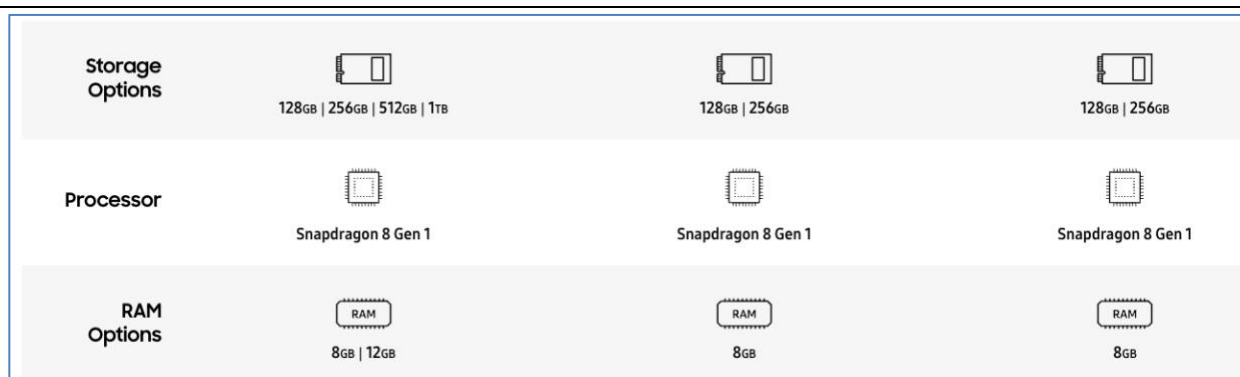 Storage
Options
128GB | 256GB | 512GB | 1TB
128GB | 256GB
128GB | 256GB
Processor
Snapdragon 8 Gen 1
Snapdragon 8 Gen 1
Snapdragon 8 Gen 1
RAM
Options
RAM
RAM
RAM
8GB | 12GB
8GB
8GB